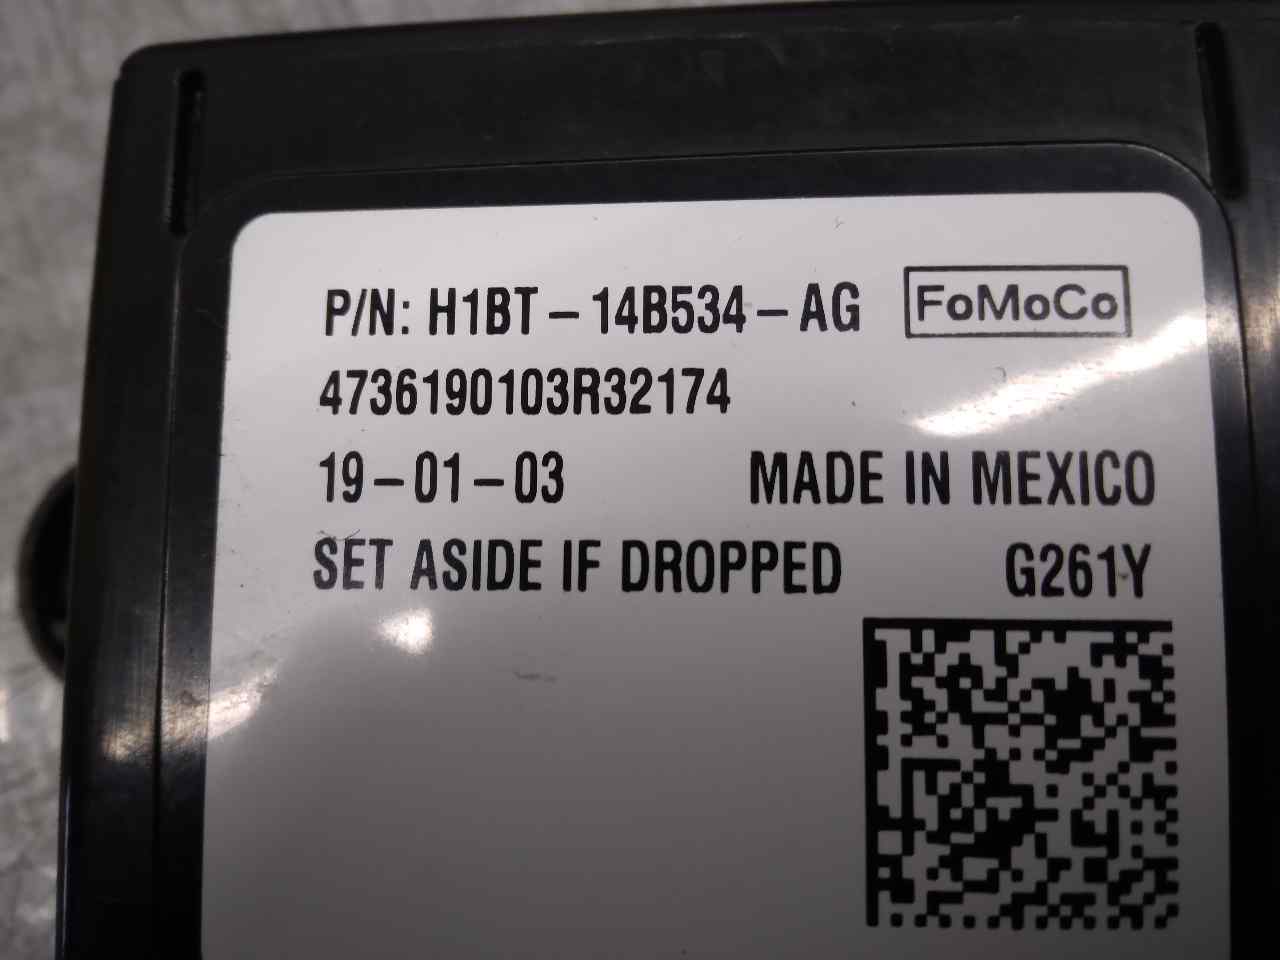 P/N: H1BT-14B534-AG FoMoCo
4736190103R32174
19-01-03 MADE IN MEXICO
SET ASIDE IF DROPPED G261Y